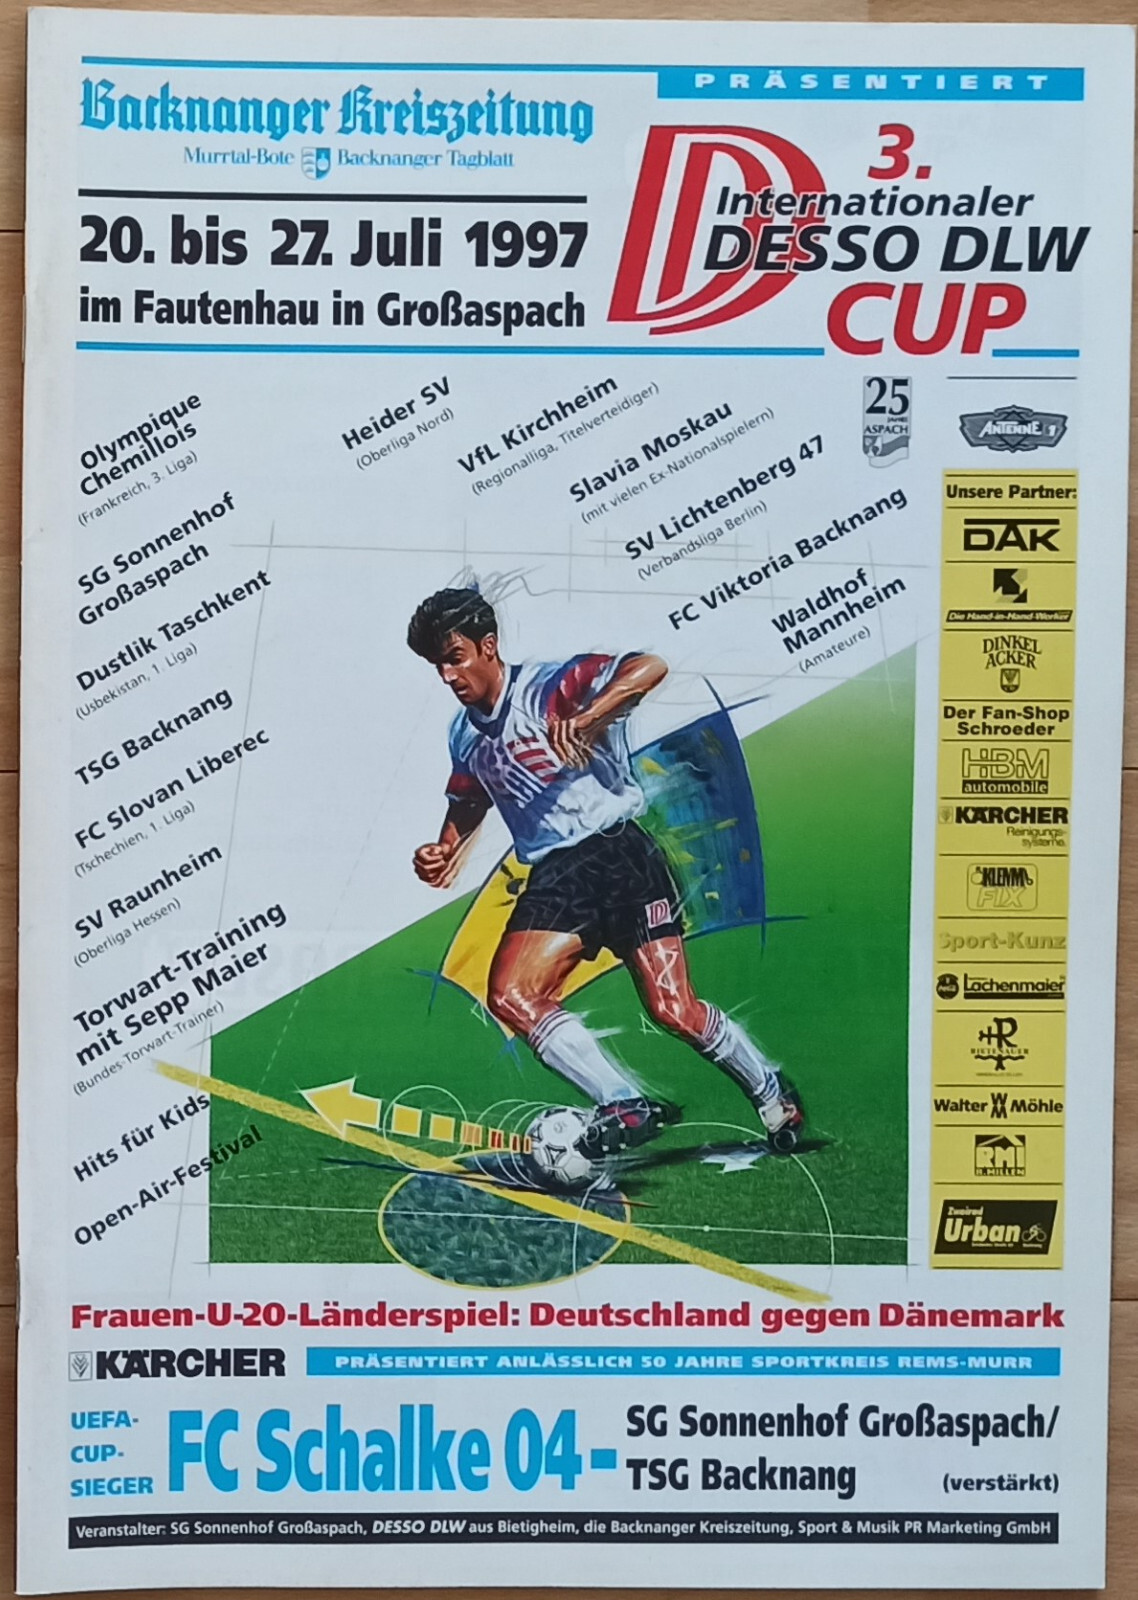 PRÄSENTIERT
Backnanger Kreiszeitung
Murrtal-Bote Backnanger Tagblatt
20. bis 27. Juli 1997
im Fautenhau in Großaspach
3.
Internationaler
DESSO DLW
CUP
Olympique
Chemillois
(Frankreich, 3. Liga)
SG Sonnenhof
Großaspach
Dustlik Taschkent
(Usbekistan, 1. Liga)
TSG Backnang
FC Slovan Liberec
(Tschechien, 1. Liga)
SV Raunheim
(Oberliga Hessen)
Torwart-Training
mit Sepp Maier
(Bundes-Torwart-Trainer)
Hits für Kids
Open-Air-Festival
Heider SV
(Oberliga Nord)
VfL Kirchheim
(Regionalliga, Titelverteidiger)
Slavia Moskau
(mit vielen Ex-Nationalspielern)
SV Lichtenberg 47
(Verbandsliga Berlin)
FC Viktoria Backnang
Waldhof
Mannheim
(Amateure)
25
JAHRE
ASPACH
ANTENNE 1
Unsere Partner:
DAK
Die Hand-in-Hand-Werker
DINKEL
ACKER
Der Fan-Shop
Schroeder
HBM
automobile
KÄRCHER
Reinigungs-
systeme
KLEMM
FIX
Sport-Kunz
Lachenmaier
RIETENAUER
Walter WM Möhle
RMI
R. MILLEN
Zweirad
Urban
Frauen-U-20-Länderspiel: Deutschland gegen Dänemark
KÄRCHER PRÄSENTIERT ANLÄSSLICH 50 JAHRE SPORTKREIS REMS-MURR
UEFA-
CUP-
SIEGER
FC Schalke 04 -
SG Sonnenhof Großaspach/
TSG Backnang (verstärkt)
Veranstalter: SG Sonnenhof Großaspach, DESSO DLW aus Bietigheim, die Backnanger Kreiszeitung, Sport & Musik PR Marketing GmbH